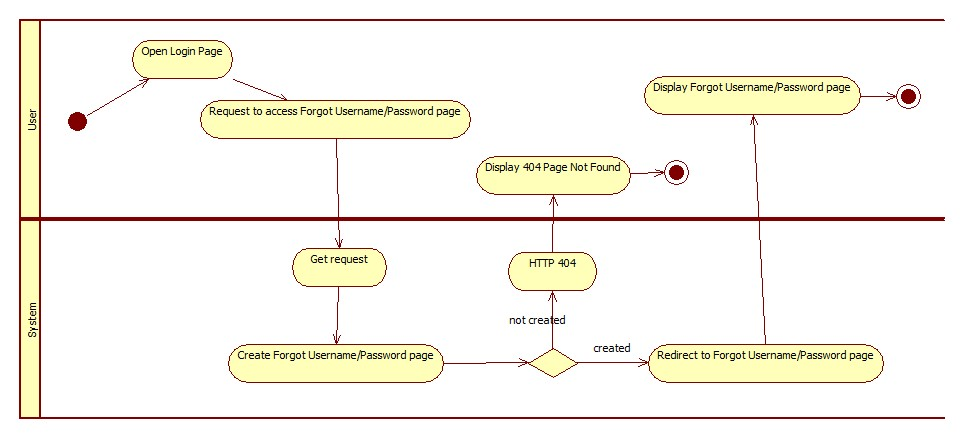 User
Open Login Page
Request to access Forgot Username/Password page
Display Forgot Username/Password page
Display 404 Page Not Found
System
Get request
HTTP 404
not created
Create Forgot Username/Password page
created
Redirect to Forgot Username/Password page